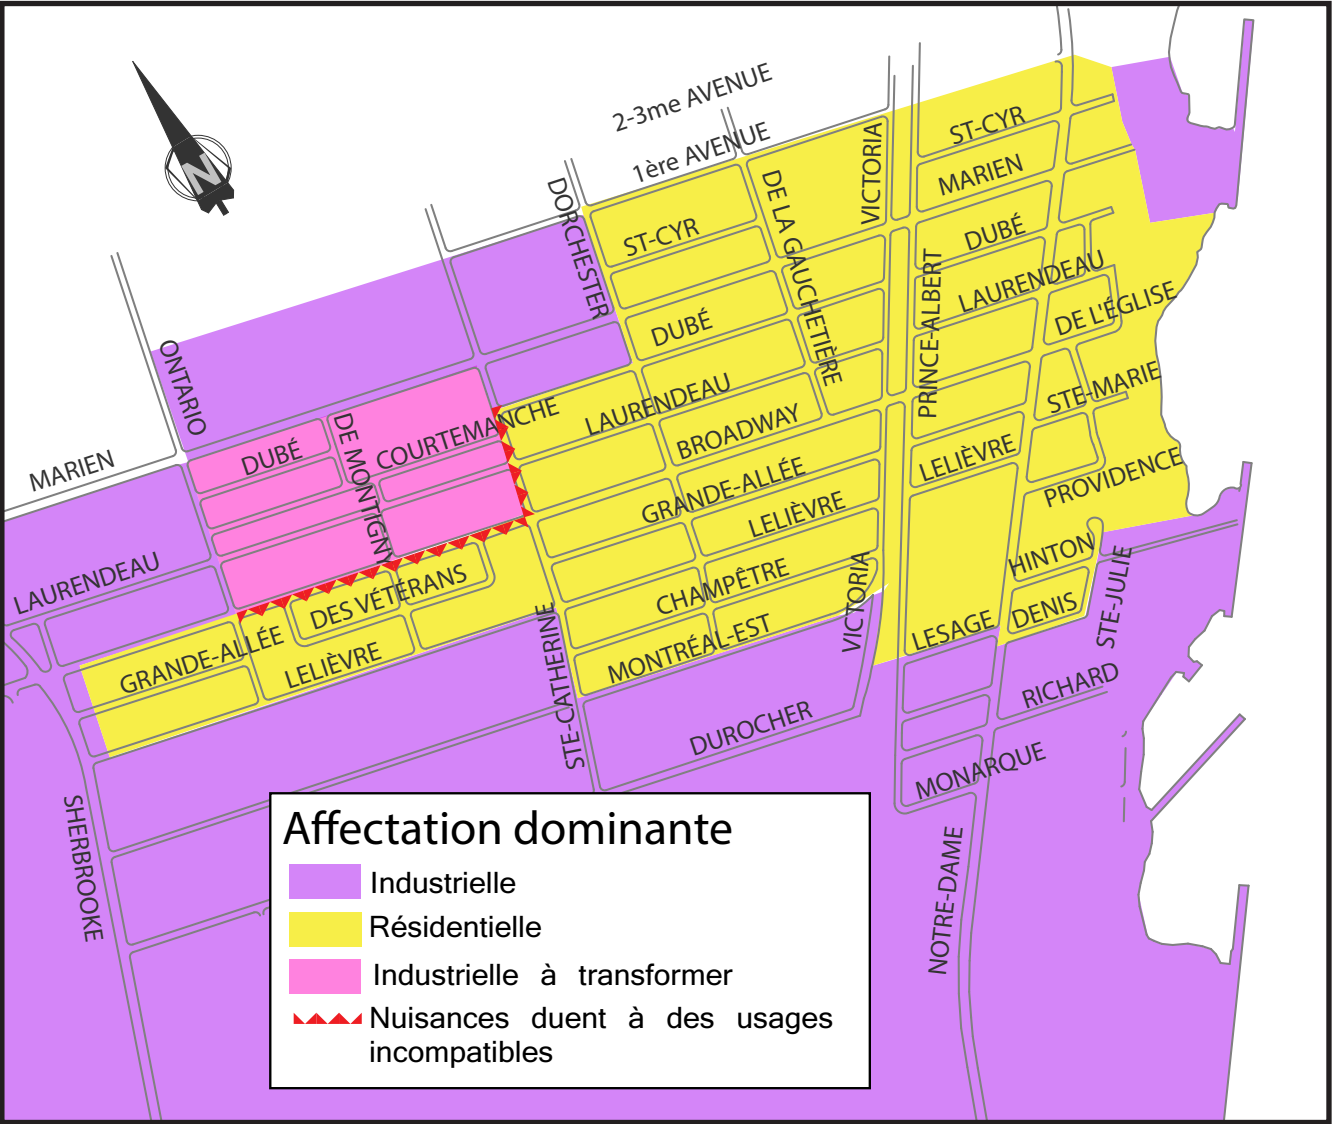 2-3me AVENUE
1ère AVENUE
ST-CYR
MARIEN
DUBÉ
LAURENDEAU
DE L'ÉGLISE
STE-MARIE
PROVIDENCE
HINTON
DENIS
STE-JULIE
RICHARD
MONARQUE
LESAGE
LELIÈVRE
NOTRE-DAME
PRINCE-ALBERT
VICTORIA
VICTORIA
DE LA GAUCHETIÈRE
DORCHESTER
ST-CYR
DUBÉ
LAURENDEAU
BROADWAY
GRANDE-ALLÉE
LELIÈVRE
CHAMPÊTRE
MONTRÉAL-EST
DUROCHER
STE-CATHERINE
N
ONTARIO
MARIEN
DUBÉ
DE MONTIGNY
COURTEMANCHE
LAURENDEAU
DES VÉTÉRANS
GRANDE-ALLÉE
LELIÈVRE
SHERBROOKE
Affectation dominante
Industrielle
Résidentielle
Industrielle à transformer
Nuisances duent à des usages
incompatibles